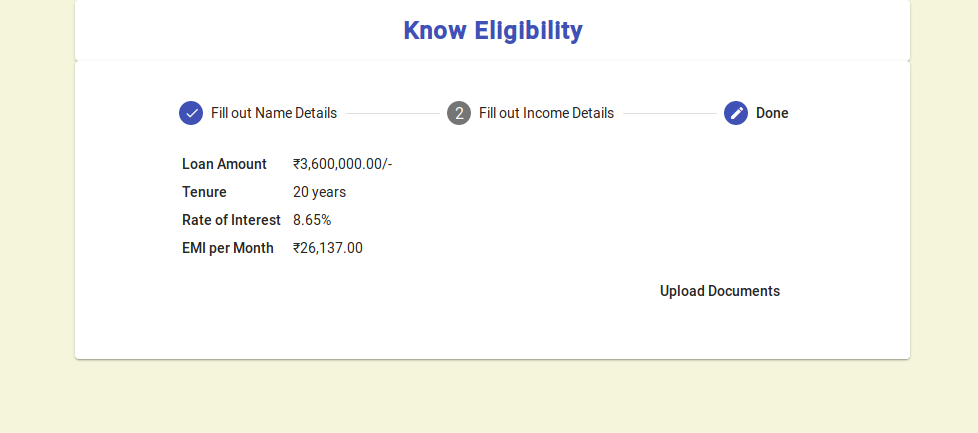 Know Eligibility
Fill out Name Details 2 Fill out Income Details Done
Loan Amount ₹3,600,000.00/-
Tenure 20 years
Rate of Interest 8.65%
EMI per Month ₹26,137.00
Upload Documents